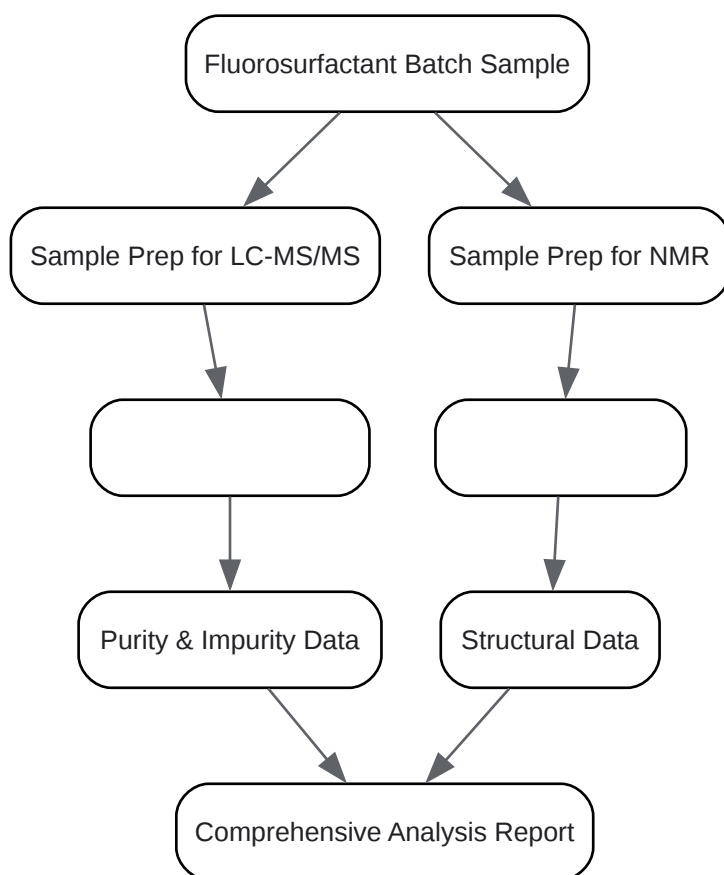 Fluorosurfactant Batch Sample
Sample Prep for LC-MS/MS
Sample Prep for NMR
Purity & Impurity Data
Structural Data
Comprehensive Analysis Report